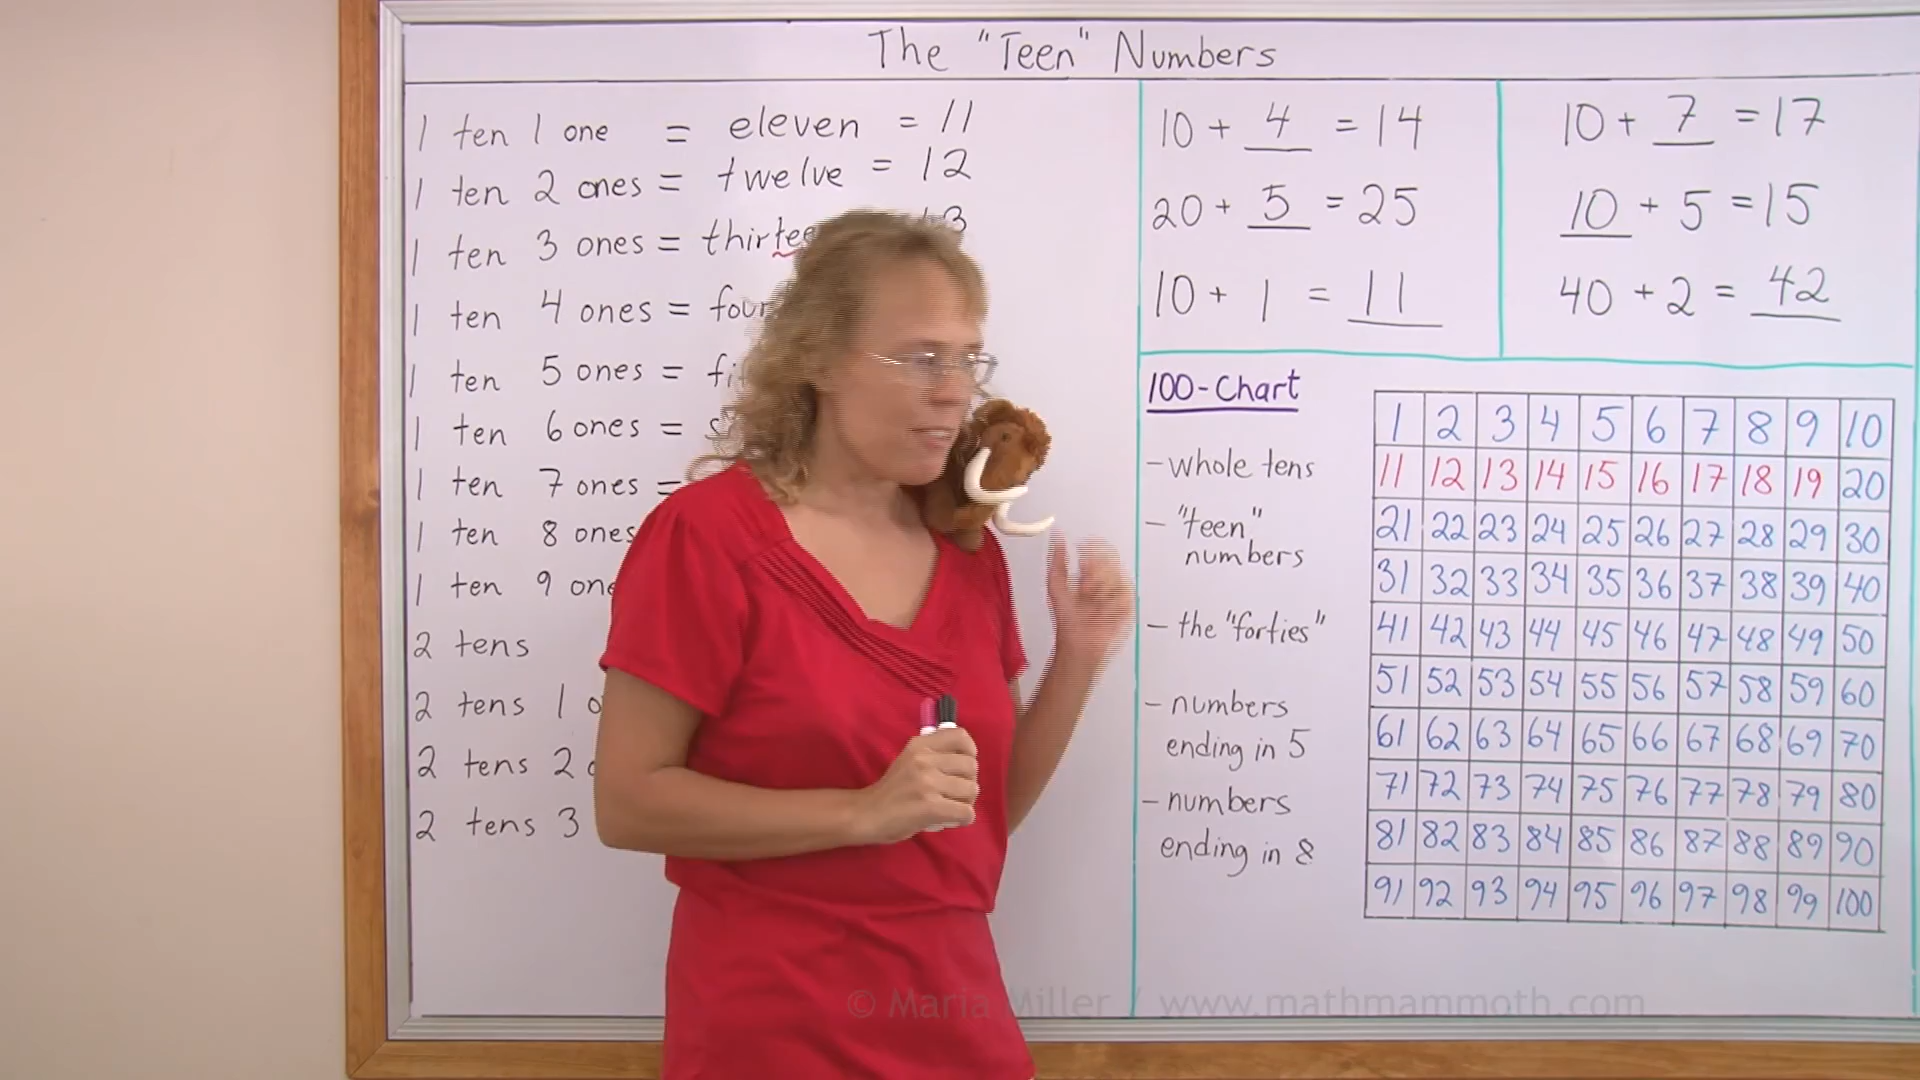 The "Teen" Numbers
1 ten 1 one = eleven = 11
1 ten 2 ones = twelve = 12
1 ten 3 ones = 
1 ten 4 ones =
1 ten 5 ones =
1 ten 6 ones =
1 ten 7 ones =
1 ten 8 ones
1 ten 9
2 tens
2 tens 1
2 tens 2
2 tens 3
10 + 4 = 14
20 + 5 = 25
10 + 1 = 11
10 + 7 = 17
10 + 5 = 15
40 + 2 = 42
100-Chart
- whole tens
- "teen"
numbers
- the "forties"
- numbers
ending in 5
- numbers
ending in 8
1 2 3 4 5 6 7 8 9 10
11 12 13 14 15 16 17 18 19 20
21 22 23 24 25 26 27 28 29 30
31 32 33 34 35 36 37 38 39 40
41 42 43 44 45 46 47 48 49 50
51 52 53 54 55 56 57 58 59 60
61 62 63 64 65 66 67 68 69 70
71 72 73 74 75 76 77 78 79 80
81 82 83 84 85 86 87 88 89 90
91 92 93 94 95 96 97 98 99 100
© Maria Miller / www.mathmammoth.com